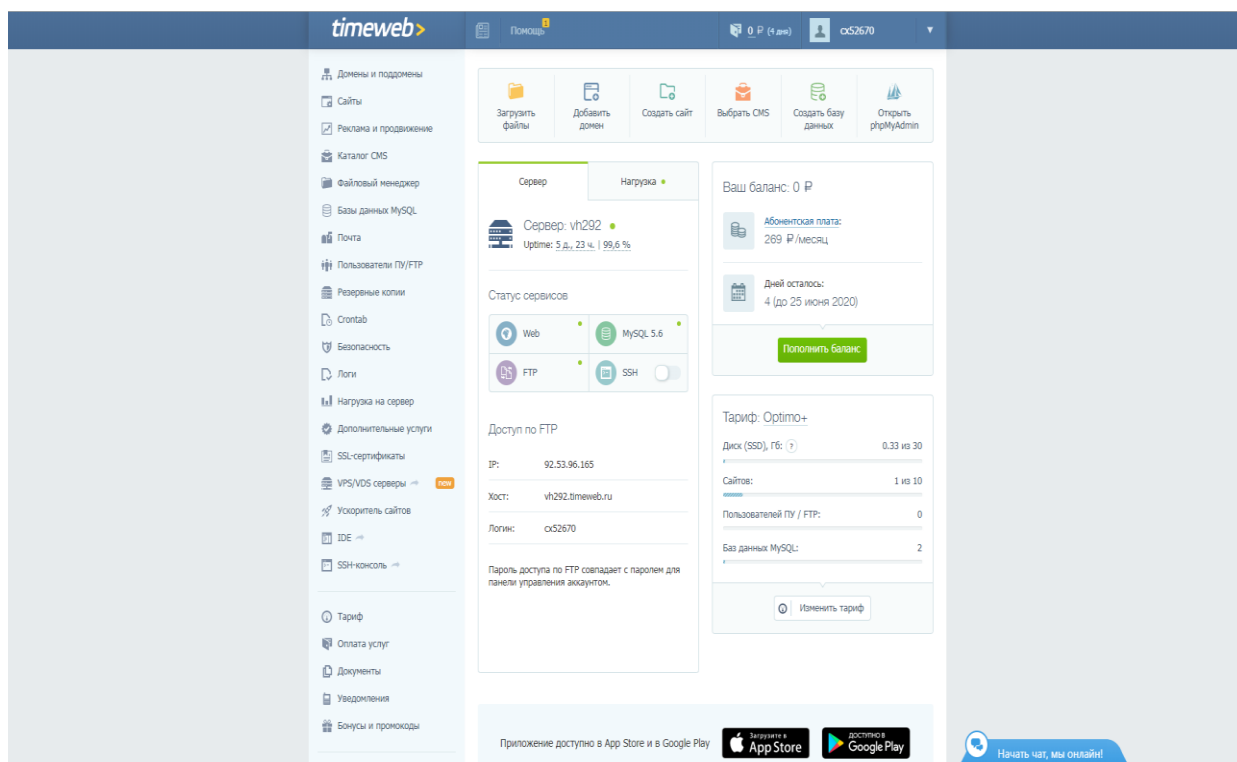 timeweb>
Помощь
0 ₽ (4 дня)
cx52670
Домены и поддомены
Сайты
Реклама и продвижение
Каталог CMS
Файловый менеджер
Базы данных MySQL
Почта
Пользователи ПУ/FTP
Резервные копии
Crontab
Безопасность
Логи
Нагрузка на сервер
Дополнительные услуги
SSL-сертификаты
VPS/VDS серверы new
Ускоритель сайтов
IDE
SSH-консоль
Тариф
Оплата услуг
Документы
Уведомления
Бонусы и промокоды
Загрузить
файлы
Добавить
домен
Создать сайт
Выбрать CMS
Создать базу
данных
Открыть
phpMyAdmin
Сервер
Нагрузка
Сервер: vh292
Uptime: 5 д., 23 ч. | 99,6 %
Статус сервисов
Web
MySQL 5.6
FTP
SSH
Доступ по FTP
IP: 92.53.96.165
Хост: vh292.timeweb.ru
Логин: cx52670
Пароль доступа по FTP совпадает с паролем для
панели управления аккаунтом.
Ваш баланс: 0 ₽
Абонентская плата:
269 ₽/месяц
Дней осталось:
4 (до 25 июня 2020)
Пополнить баланс
Тариф: Optimo+
Диск (SSD), Гб: ? 0.33 из 30
Сайтов: 1 из 10
Пользователей ПУ / FTP: 0
Баз данных MySQL: 2
Изменить тариф
Приложение доступно в App Store и в Google Play
Загрузите в
App Store
ДОСТУПНО В
Google Play
Начать чат, мы онлайн!